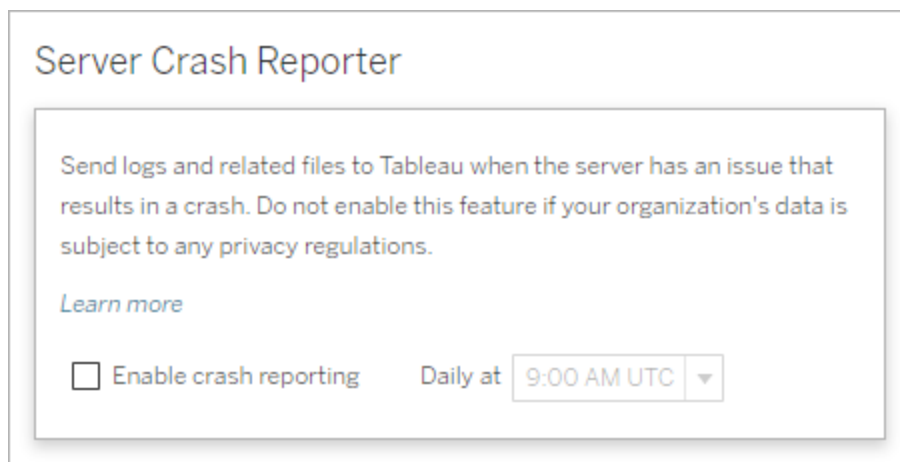 Server Crash Reporter
Send logs and related files to Tableau when the server has an issue that
results in a crash. Do not enable this feature if your organization's data is
subject to any privacy regulations.
Learn more
Enable crash reporting Daily at 9:00 AM UTC